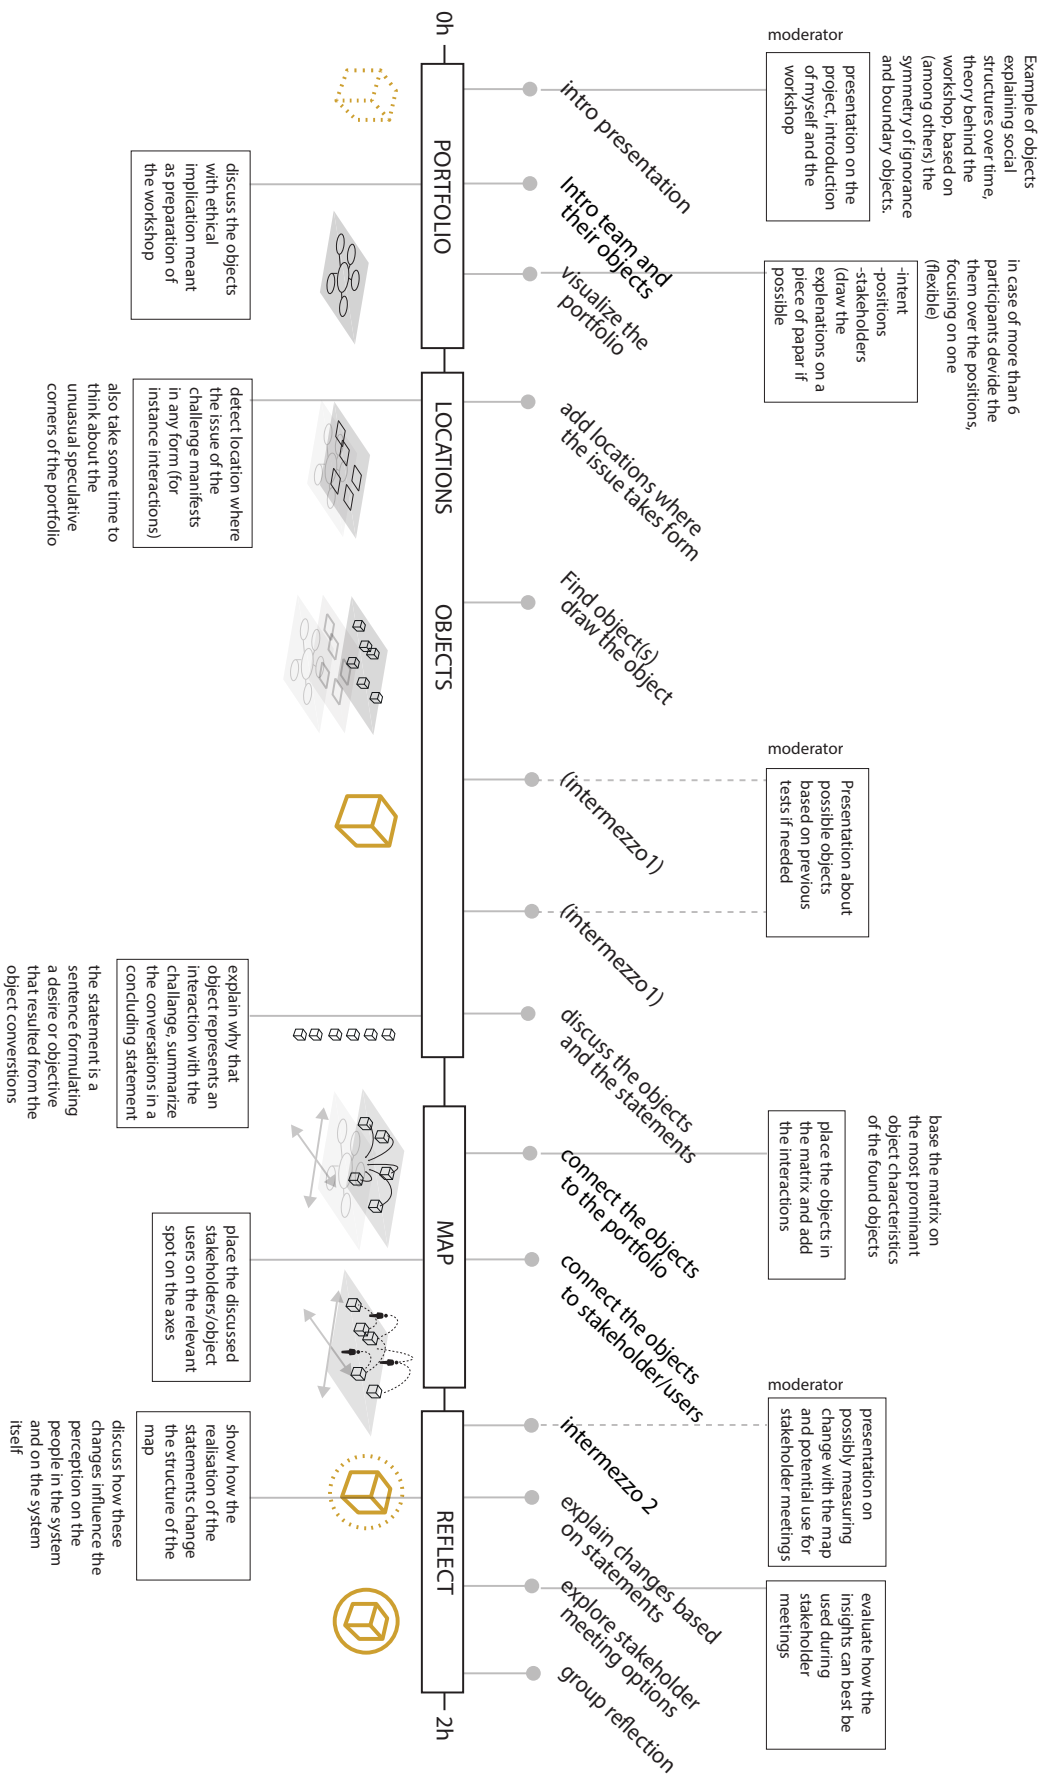 Example of objects
explaining social
structures over time,
theory behind the
workshop, based on
(among others) the
symmetry of ignorance
and boundary objects.
moderator
presentation on the
project, introduction
of myself and the
workshop
in case of more than 6
participants devide the
them over the positions,
focusing on one
(flexible)
-intent
-positions
-stakeholders
(draw the
explenations on a
piece of papar if
possible
moderator
Presentation about
possible objects
based on previous
tests if needed
base the matrix on
the most prominant
object characteristics
of the found objects
place the objects in
the matrix and add
the interactions
moderator
presentation on
possibly measuring
change with the map
and potential use for
stakeholder meetings
evaluate how the
insights can best be
used during
stakeholder
meetings
intro presentation
Intro team and
their objects
visualize the
portfolio
add locations where
the issue takes form
Find object(s)
draw the object
(intermezzo1)
(intermezzo1)
discuss the objects
and the statements
connect the objects
to the portfolio
connect the objects
to stakeholder/users
intermezzo 2
explain changes based
on statements
explore stakeholder
meeting options
group reflection
0h
PORTFOLIO
LOCATIONS
OBJECTS
MAP
REFLECT
2h
discuss the objects
with ethical
implication meant
as preparation of
the workshop
detect location where
the issue of the
challenge manifests
in any form (for
instance interactions)
also take some time to
think about the
unusual speculative
corners of the portfolio
explain why that
object represents an
interaction with the
challange, summarize
the conversations in a
concluding statement
the statement is a
sentence formulating
a desire or objective
that resulted from the
object converstions
place the discussed
stakeholders/object
users on the relevant
spot on the axes
show how the
realisation of the
statements change
the structure of the
map
discuss how these
changes influence the
perception on the
people in the system
and on the system
itself